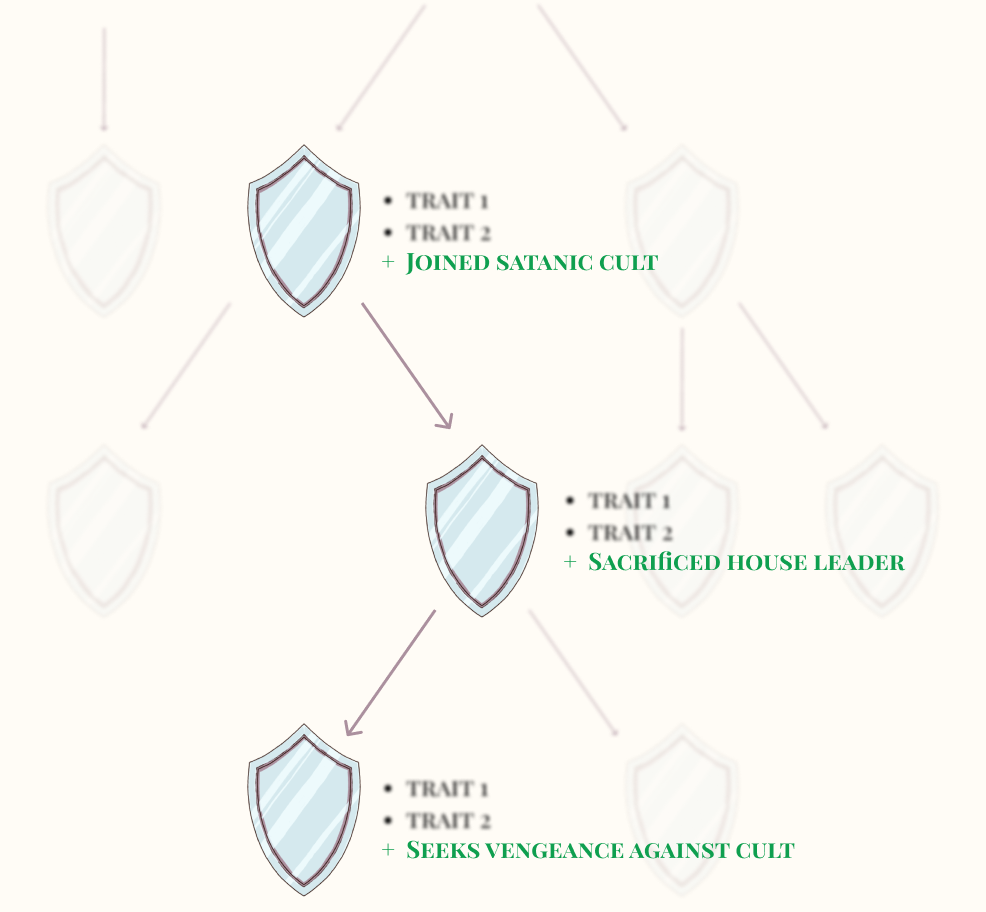 • TRAIT 1
• TRAIT 2
+ JOINED SATANIC CULT
• TRAIT 1
• TRAIT 2
+ SACRIFICED HOUSE LEADER
• TRAIT 1
• TRAIT 2
+ SEEKS VENGEANCE AGAINST CULT